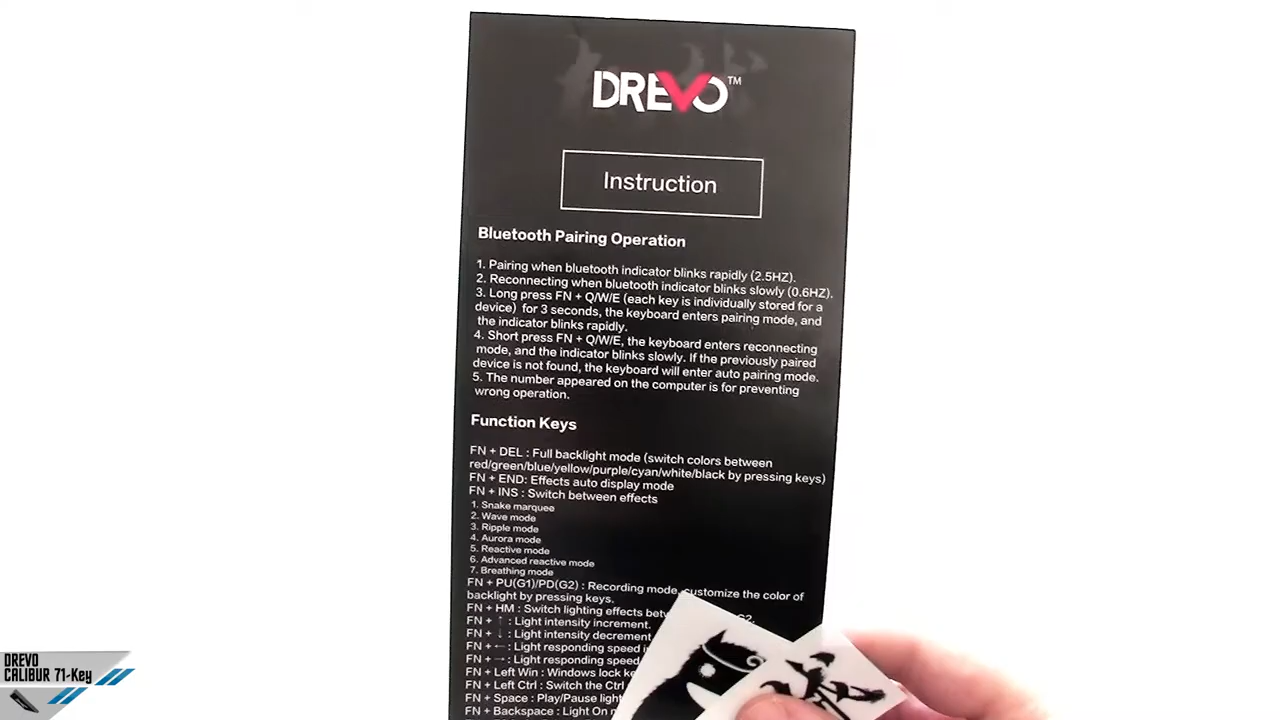 DREVO™
Instruction
Bluetooth Pairing Operation
1. Pairing when bluetooth indicator blinks rapidly (2.5HZ).
2. Reconnecting when bluetooth indicator blinks slowly (0.6HZ).
3. Long press FN + Q/W/E (each key is individually stored for a
device) for 3 seconds, the keyboard enters pairing mode, and
the indicator blinks rapidly.
4. Short press FN + Q/W/E, the keyboard enters reconnecting
mode, and the indicator blinks slowly. If the previously paired
device is not found, the keyboard will enter auto pairing mode.
5. The number appeared on the computer is for preventing
wrong operation.
Function Keys
FN + DEL : Full backlight mode (switch colors between
red/green/blue/yellow/purple/cyan/white/black by pressing keys)
FN + END: Effects auto display mode
FN + INS : Switch between effects
1. Snake marquee
2. Wave mode
3. Ripple mode
4. Aurora mode
5. Reactive mode
6. Advanced reactive mode
7. Breathing mode
FN + PU(G1)/PD(G2) : Recording mode, customize the color of
backlight by pressing keys.
FN + HM : Switch lighting effects G2.
FN + ↑ : Light intensity increment.
FN + ↓ : Light intensity decrement
FN + ← : Light responding speed
FN + → : Light responding speed
FN + Left Win : Windows lock
FN + Left Ctrl : Switch the Ctrl
FN + Space : Play/Pause light
FN + Backspace : Light On
DREVO
CALIBUR 71-Key